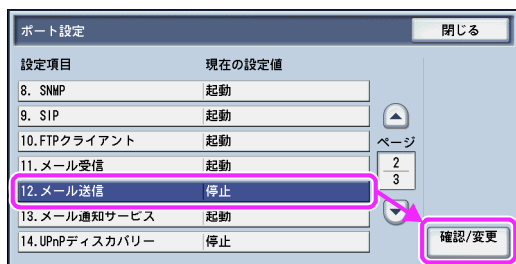 ポート設定
閉じる
設定項目 現在の設定値
8. SNMP 起動
9. SIP 起動
10.FTPクライアント 起動
ページ
11.メール受信 起動
2
3
12.メール送信 停止
13.メール通知サービス 起動
14.UPnPディスカバリー 停止
確認/変更